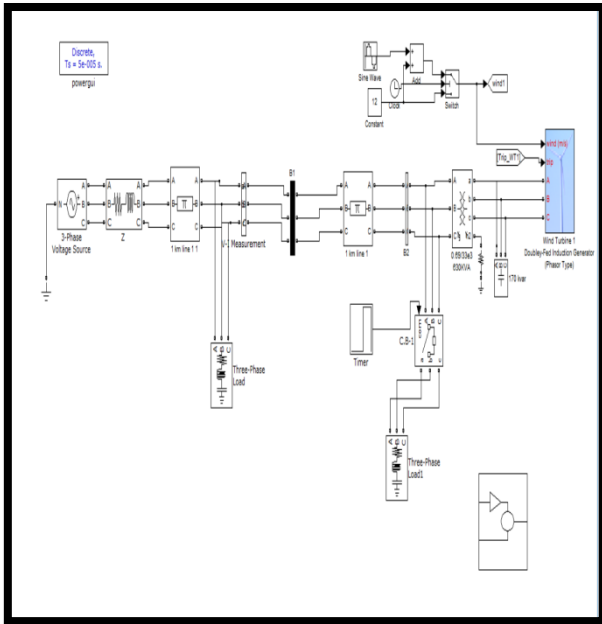 Discrete,
Ts = 5e-005 s.
powergui
Sine Wave
Add
Clock
12
Constant
Switch
wind1
Trip_WT1
wind (m/s)
trip
A
B
C
Wind Turbine 1
Doubley-Fed Induction Generator
(Phasor Type)
N
A
B
C
3-Phase
Voltage Source
A A
B B
C C
Z
A A
B B
C C
1 km line 1 1
V-I Measurement
B1
A A
B B
C C
1 km line 1
B2
A a
B b
C c
n2
0.69/33e3
630KVA
A B C
170 kvar
Timer
com
A B C
a b c
C.B-1
A B C
Three-Phase
Load
A B C
Three-Phase
Load1